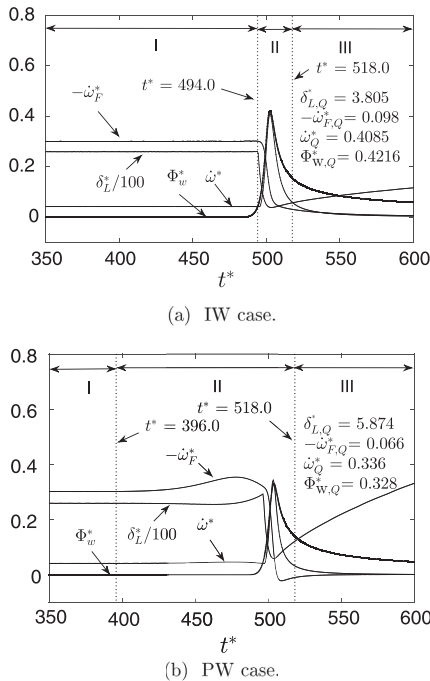 0.8
I
II
III
0.6
t* = 518.0
t* = 494.0
δ*L,Q = 3.805
−ω̇*F
−ω̇*F,Q = 0.098
0.4
ω̇*Q = 0.4085
Φ*W,Q = 0.4216
0.2
δ*L/100
Φ*w
ω̇*
0
350 400 450 500 550 600
t*
(a) IW case.
0.8
I
II
III
0.6
t* = 518.0
t* = 396.0
δ*L,Q = 5.874
−ω̇*F
−ω̇*F,Q = 0.066
0.4
ω̇*Q = 0.336
Φ*W,Q = 0.328
0.2
Φ*w
δ*L/100
ω̇*
0
350 400 450 500 550 600
t*
(b) PW case.